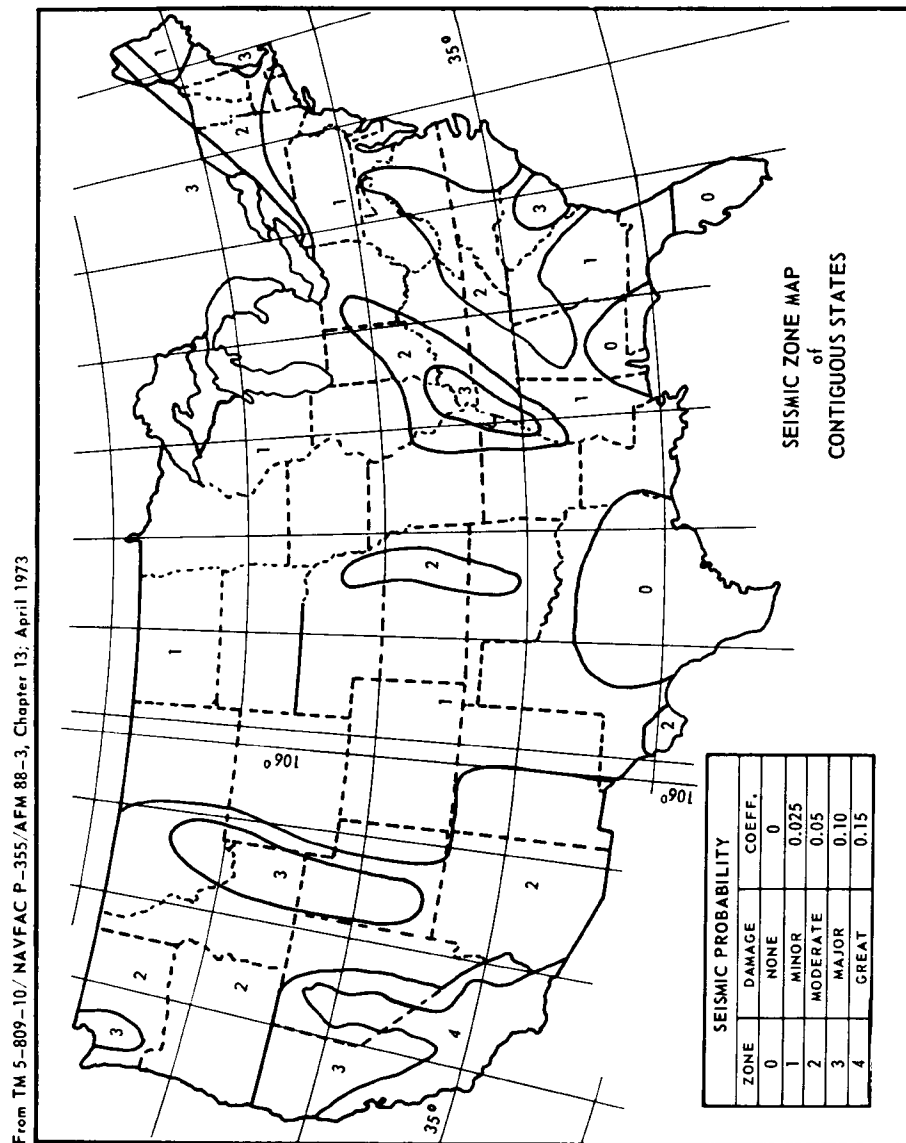 From TM 5-809-10/ NAVFAC P-355/AFM 88-3, Chapter 13; April 1973
3
2
2
3
3
4
35°
2
106°
106°
1
1
2
0
2
1
2
3
1
0
1
2
3
0
1
3
2
3
1
35°
SEISMIC ZONE MAP
of
CONTIGUOUS STATES
SEISMIC PROBABILITY
ZONE DAMAGE COEFF.
0 NONE 0
1 MINOR 0.025
2 MODERATE 0.05
3 MAJOR 0.10
4 GREAT 0.15